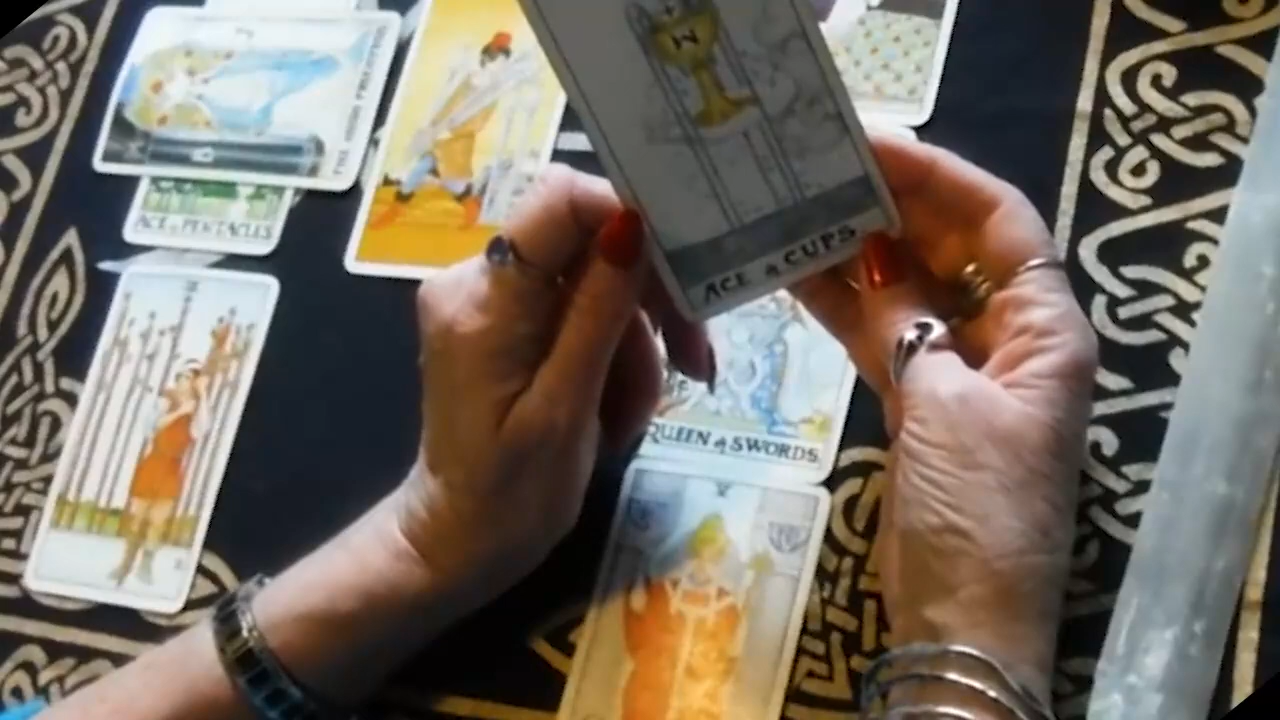 THE HIGH PRIESTESS
ACE of PENTACLES
ACE of CUPS.
QUEEN of SWORDS.